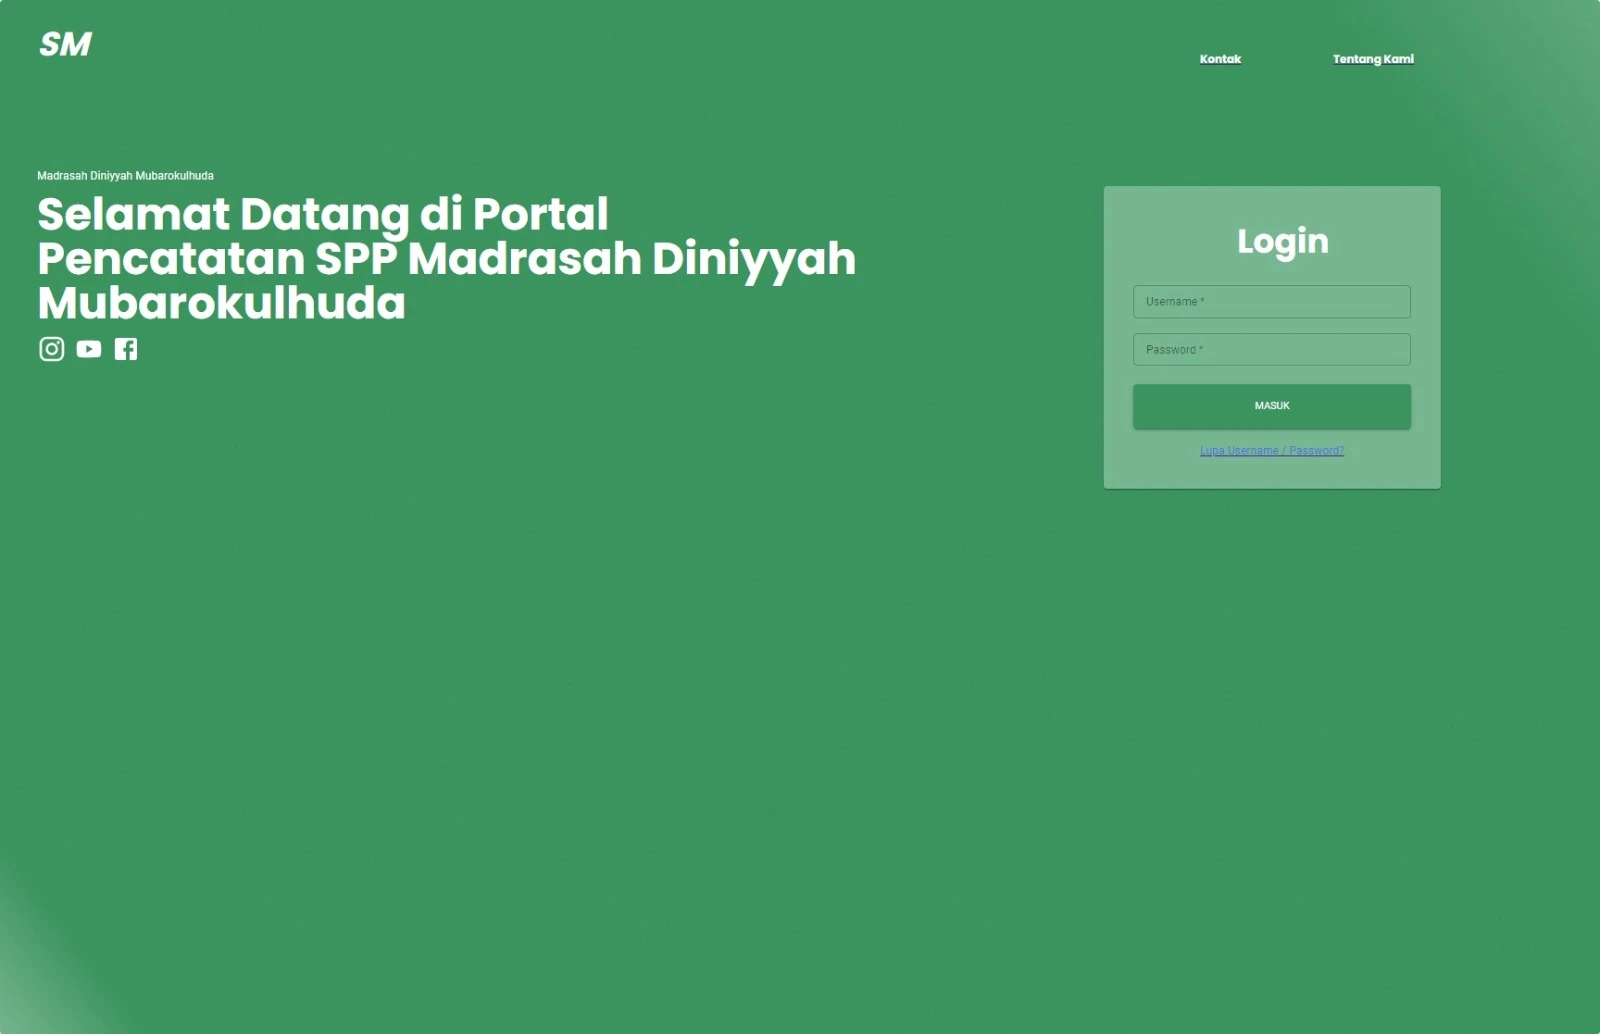 SM
Kontak
Tentang Kami
Madrasah Diniyyah Mubarokulhuda
Selamat Datang di Portal
Pencatatan SPP Madrasah Diniyyah
Mubarokulhuda
Login
Username *
Password *
MASUK
Lupa Username / Password?